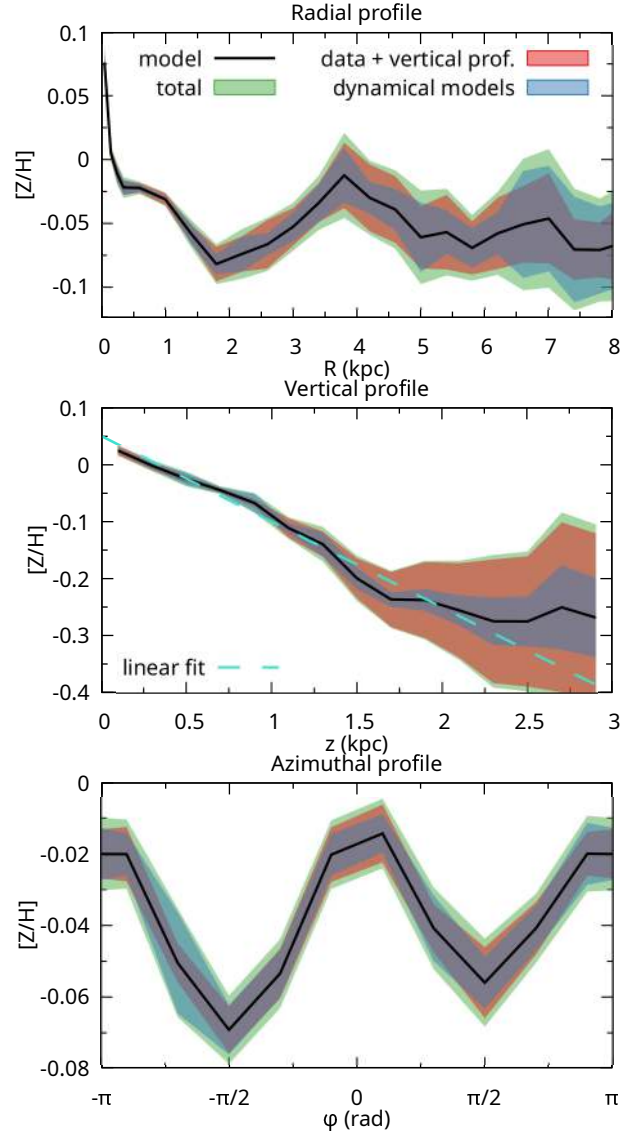 Radial profile
model
data + vertical prof.
total
dynamical models
0.1
0.05
0
-0.05
-0.1
[Z/H]
0 1 2 3 4 5 6 7 8
R (kpc)
Vertical profile
0.1
0
-0.1
-0.2
-0.3
-0.4
[Z/H]
linear fit
0 0.5 1 1.5 2 2.5 3
z (kpc)
Azimuthal profile
0
-0.02
-0.04
-0.06
-0.08
[Z/H]
-π -π/2 0 π/2 π
φ (rad)